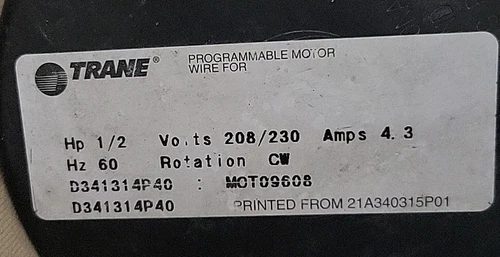 TRANE® PROGRAMMABLE MOTOR
WIRE FOR
Hp 1/2 Volts 208/230 Amps 4.3
Hz 60 Rotation CW
D341314P40 : MOT09608
D341314P40 PRINTED FROM 21A340315P01